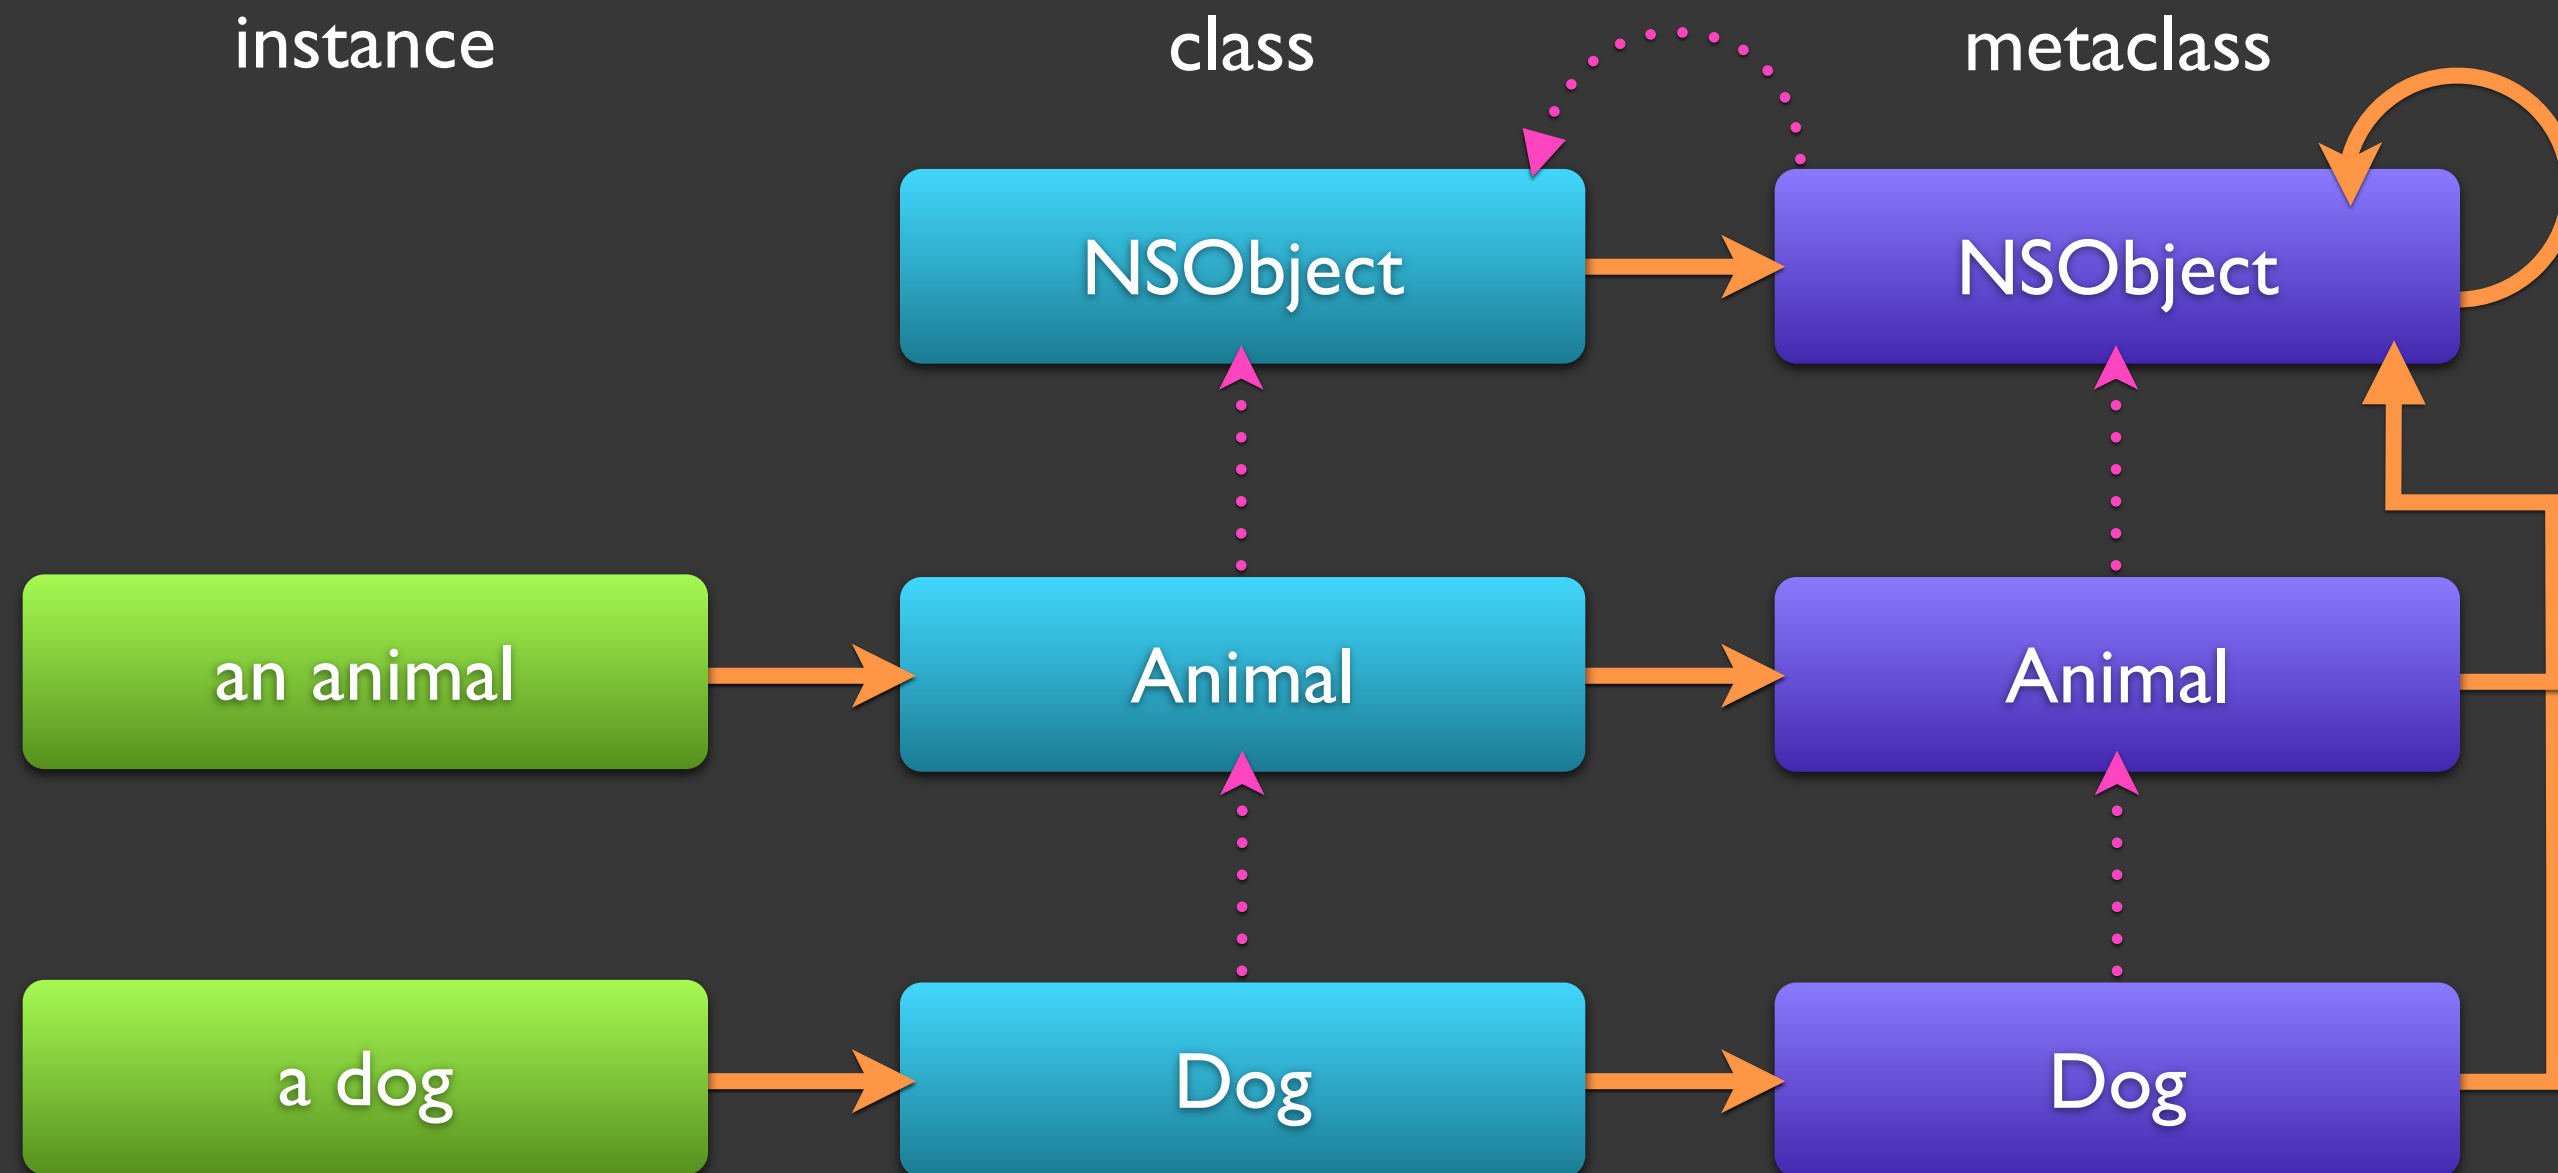 instance
class
metaclass
NSObject
NSObject
an animal
Animal
Animal
a dog
Dog
Dog